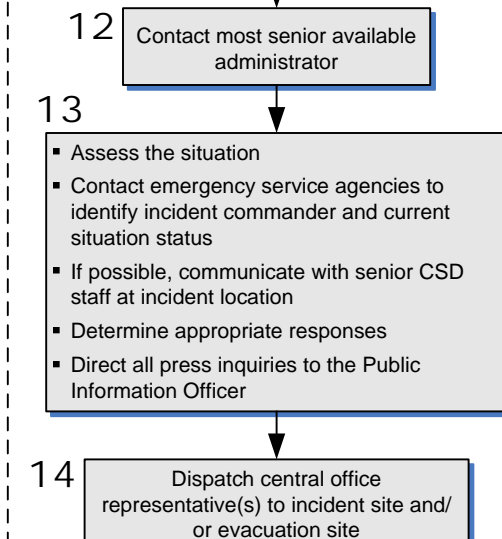 12
Contact most senior available
administrator
13
▪ Assess the situation
▪ Contact emergency service agencies to
identify incident commander and current
situation status
▪ If possible, communicate with senior CSD
staff at incident location
▪ Determine appropriate responses
▪ Direct all press inquiries to the Public
Information Officer
14
Dispatch central office
representative(s) to incident site and/
or evacuation site